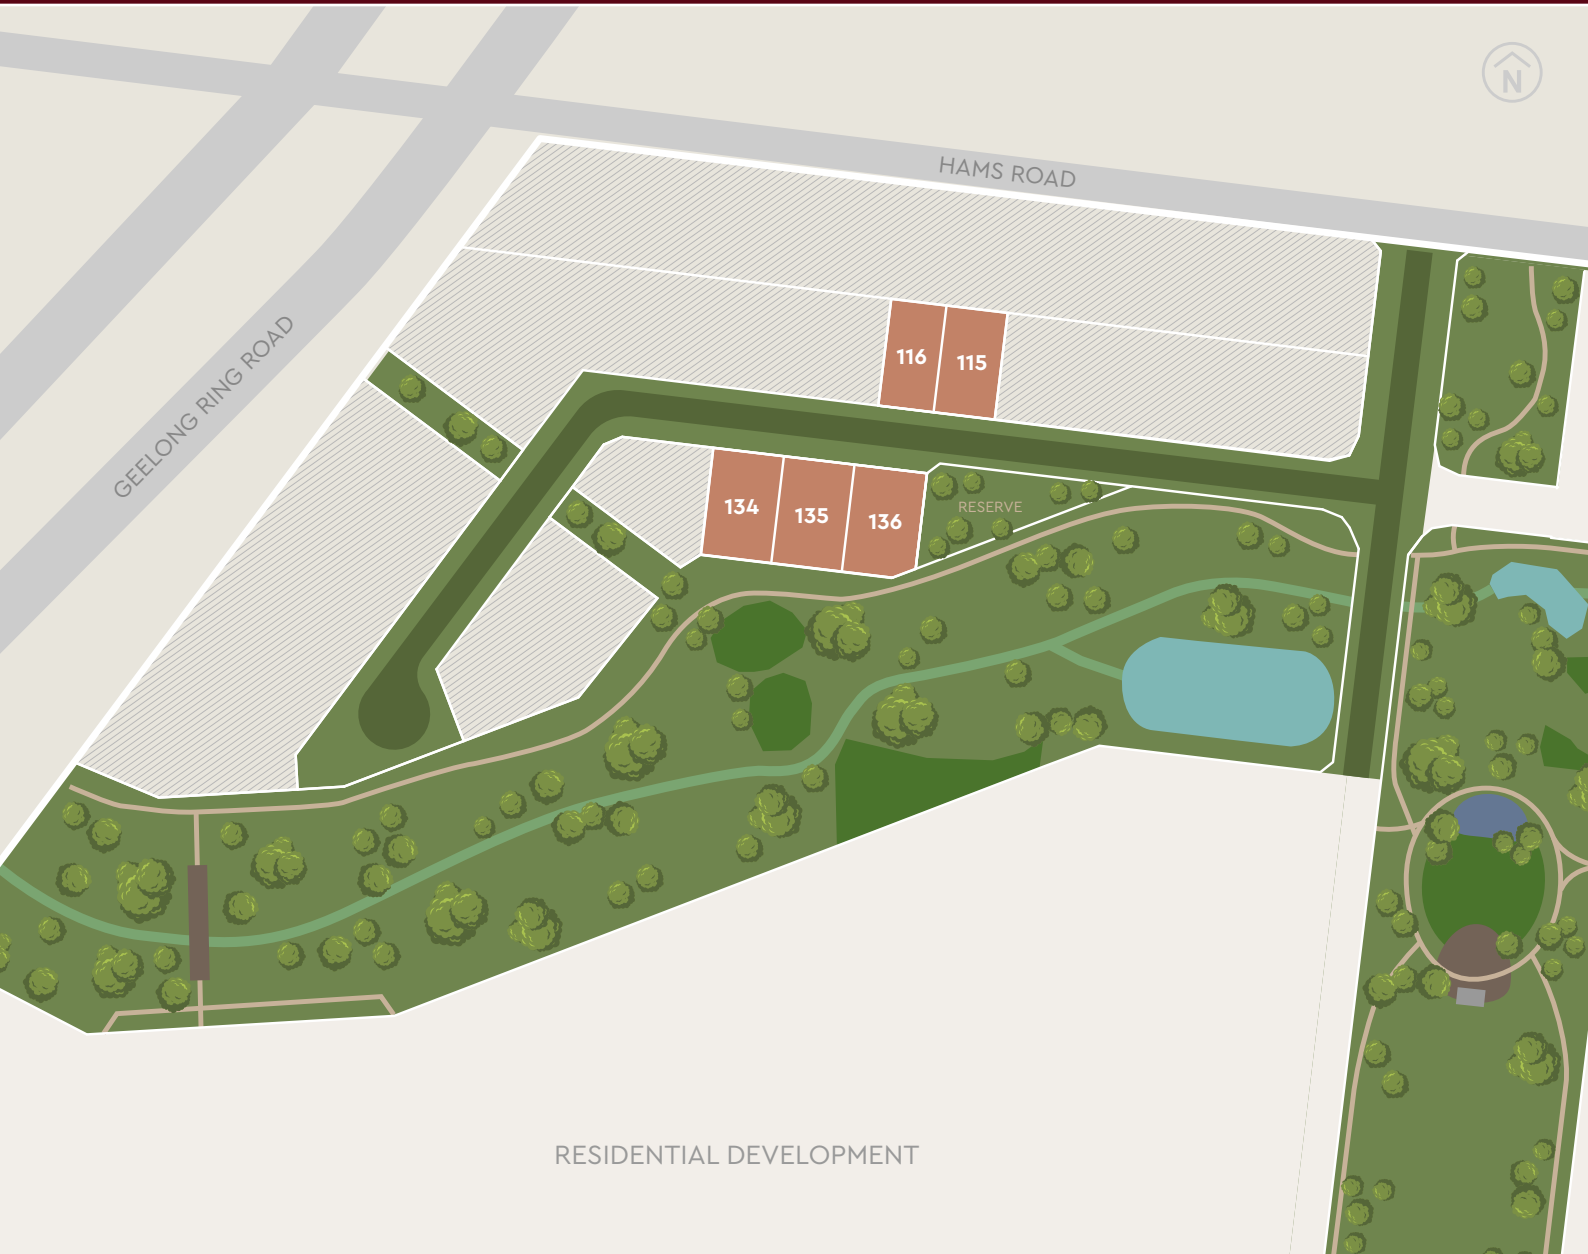 N
HAMS ROAD
GEELONG RING ROAD
116
115
134
135
136
RESERVE
RESIDENTIAL DEVELOPMENT